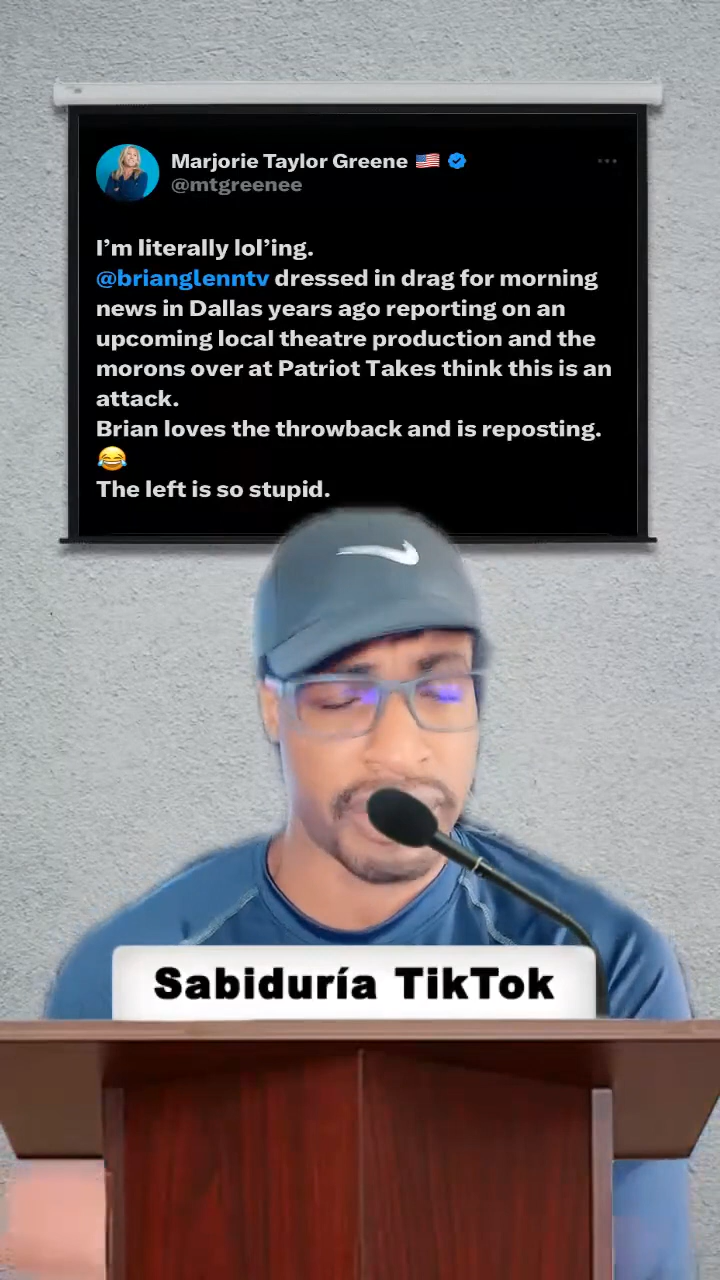 Marjorie Taylor Greene 🇺🇸
@mtgreenee
I’m literally lol’ing.
@brianglenntv dressed in drag for morning
news in Dallas years ago reporting on an
upcoming local theatre production and the
morons over at Patriot Takes think this is an
attack.
Brian loves the throwback and is reposting.
😂
The left is so stupid.
Sabiduría TikTok